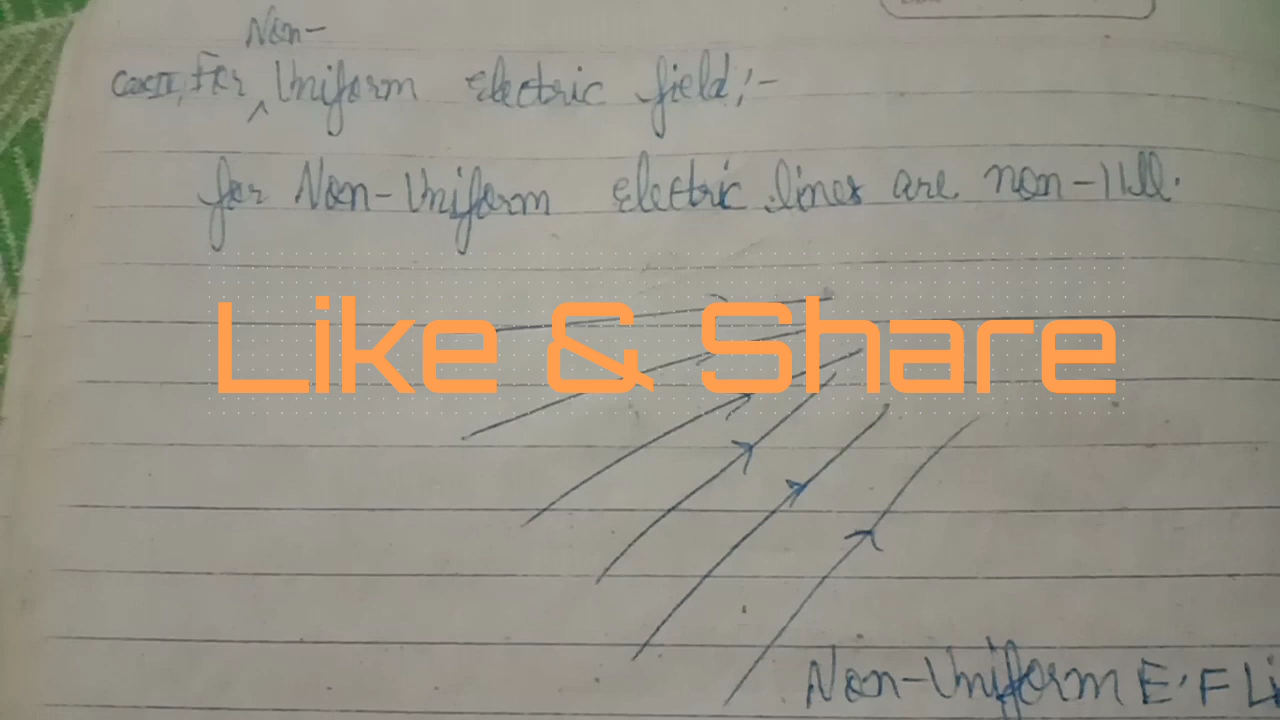 Non-
Case II, For ^ Uniform electric field :-
for Non-Uniform electric lines are non-11lel.
Like & Share
Non-Uniform E.F Li